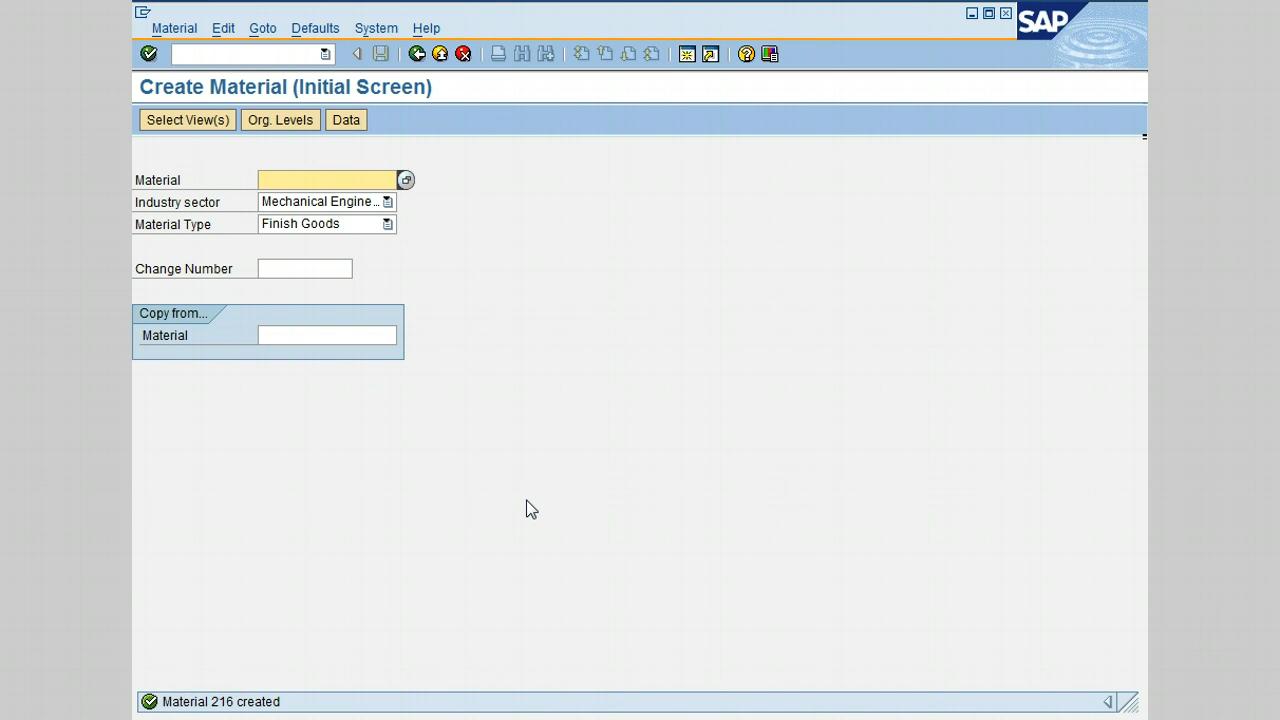 Material Edit Goto Defaults System Help
SAP
Create Material (Initial Screen)
Select View(s) Org. Levels Data
Material
Industry sector Mechanical Engine...
Material Type Finish Goods
Change Number
Copy from...
Material
Material 216 created